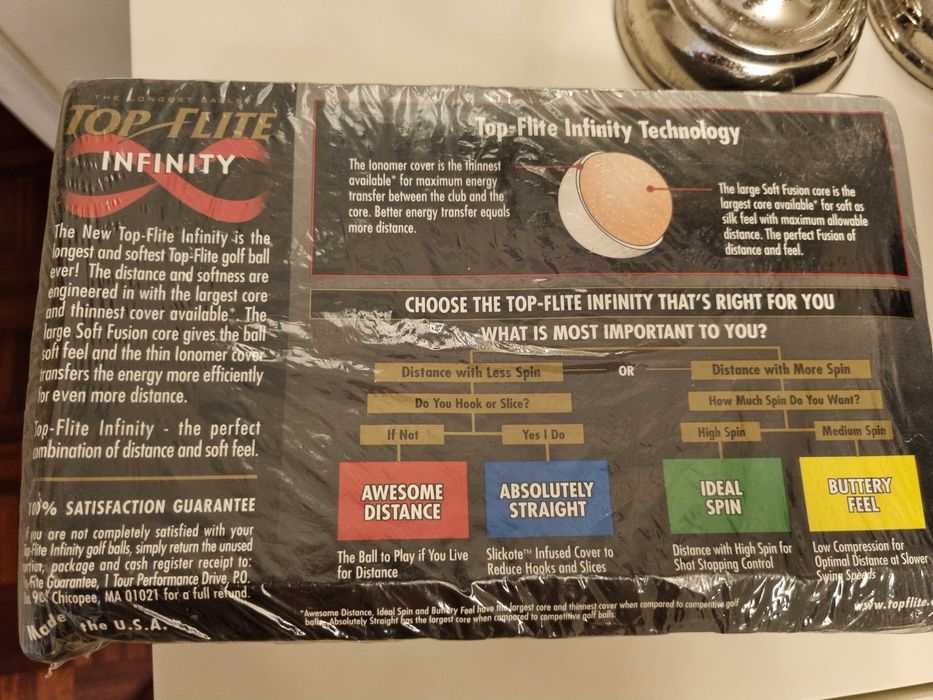 THE LONGEST BALLS
TOP-FLITE
INFINITY
The New Top-Flite Infinity is the
longest and softest Top-Flite golf ball
ever! The distance and softness are
engineered in with the largest core
and thinnest cover available*. The
large Soft Fusion core gives the ball
soft feel and the thin Ionomer cover
transfers the energy more efficiently
for even more distance.
Top-Flite Infinity - the perfect
combination of distance and soft feel.
100% SATISFACTION GUARANTEE
If you are not completely satisfied with your
Top-Flite Infinity golf balls, simply return the unused
portion, package and cash register receipt to:
Top-Flite Guarantee, 1 Tour Performance Drive, P.O.
Chicopee, MA 01021 for a full refund.
Made the U.S.A.
Top-Flite Infinity Technology
The Ionomer cover is the thinnest
available* for maximum energy
transfer between the club and the
core. Better energy transfer equals
more distance.
The large Soft Fusion core is the
largest core available* for soft as
silk feel with maximum allowable
distance. The perfect Fusion of
distance and feel.
CHOOSE THE TOP-FLITE INFINITY THAT'S RIGHT FOR YOU
WHAT IS MOST IMPORTANT TO YOU?
Distance with Less Spin OR Distance with More Spin
Do You Hook or Slice? How Much Spin Do You Want?
If Not Yes I Do High Spin Medium Spin
AWESOME
DISTANCE
The Ball to Play if You Live
for Distance
ABSOLUTELY
STRAIGHT
Slickote™ Infused Cover to
Reduce Hooks and Slices
IDEAL
SPIN
Distance with High Spin for
Shot Stopping Control
BUTTERY
FEEL
Low Compression for
Optimal Distance at Slower
Swing Speeds
*Awesome Distance, Ideal Spin and Buttery Feel have the largest core and thinnest cover when compared to competitive golf
balls. Absolutely Straight has the largest core when compared to competitive golf balls.
www.topflite.